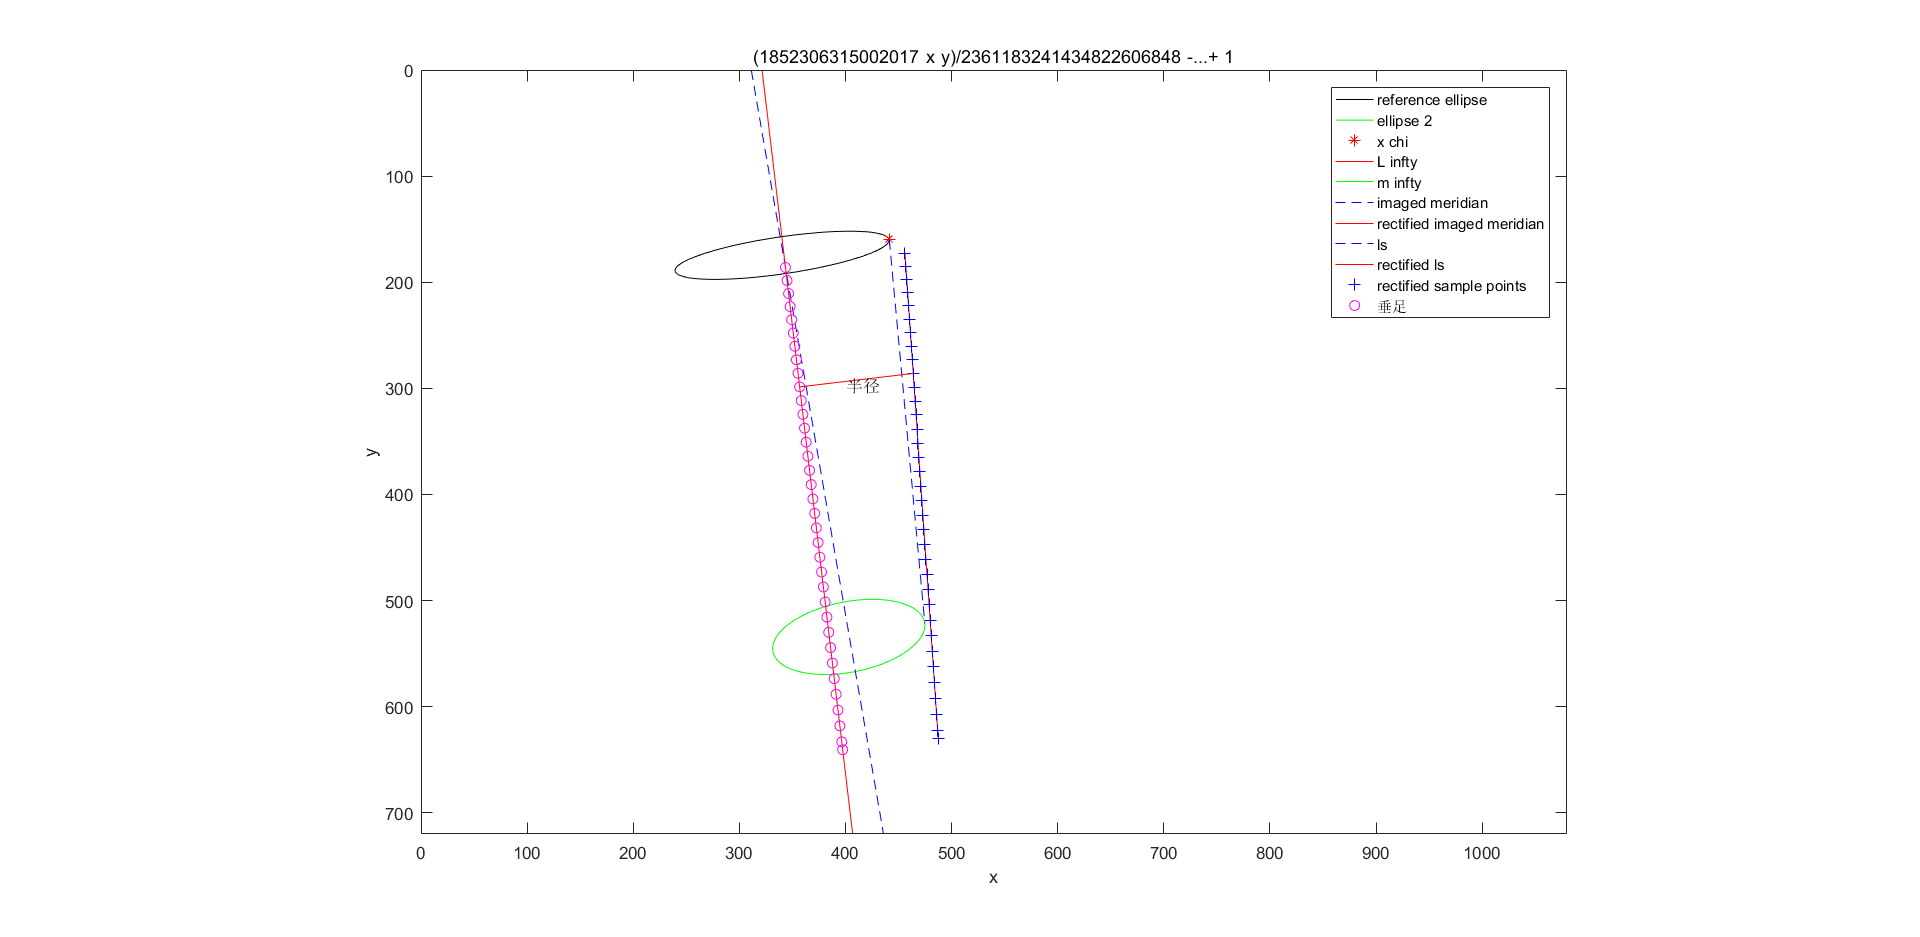 (1852306315002017 x y)/2361183241434822606848 -...+ 1
0
100
200
300
400
500
600
700
y
0 100 200 300 400 500 600 700 800 900 1000
x
reference ellipse
ellipse 2
x chi
L infty
m infty
imaged meridian
rectified imaged meridian
ls
rectified ls
rectified sample points
垂足
半径